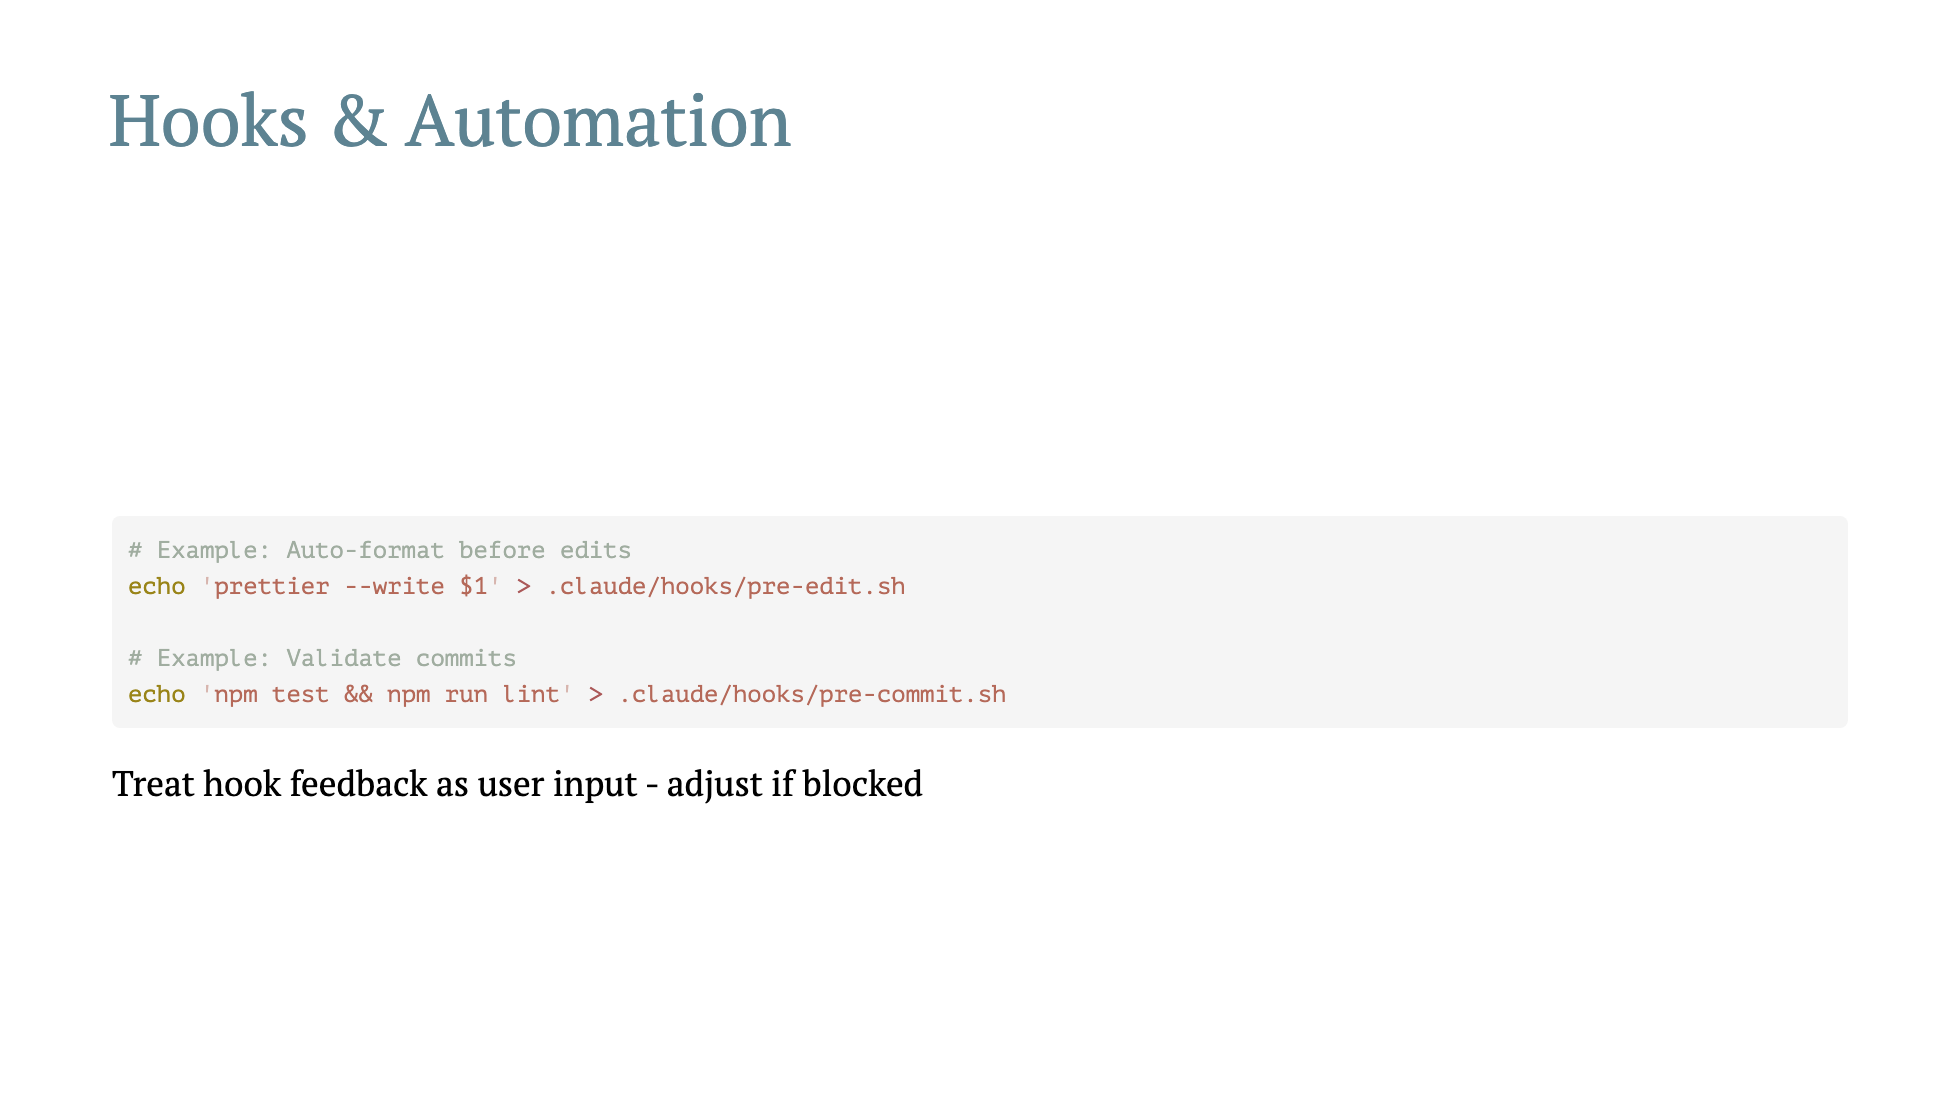 Hooks & Automation
# Example: Auto-format before edits
echo 'prettier --write $1' > .claude/hooks/pre-edit.sh
# Example: Validate commits
echo 'npm test && npm run lint' > .claude/hooks/pre-commit.sh
Treat hook feedback as user input - adjust if blocked